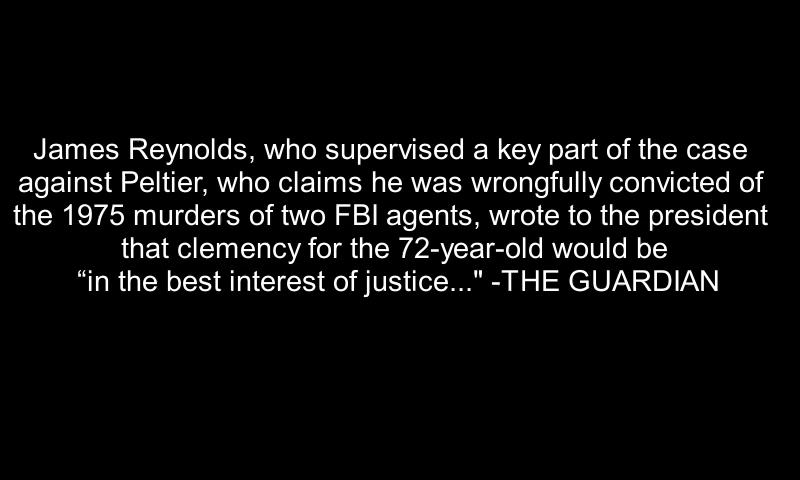 James Reynolds, who supervised a key part of the case
against Peltier, who claims he was wrongfully convicted of
the 1975 murders of two FBI agents, wrote to the president
that clemency for the 72-year-old would be
“in the best interest of justice..." -THE GUARDIAN